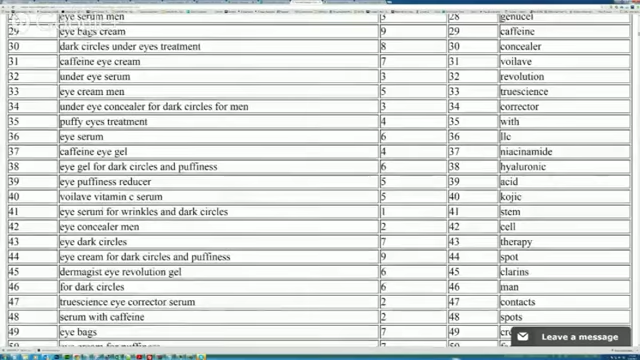 eye serum men 3 28 genucel
29 eye bags cream 9 29 caffeine
30 dark circles under eyes treatment 8 30 concealer
31 caffeine eye cream 7 31 voilave
32 under eye serum 3 32 revolution
33 eye cream men 5 33 truescience
34 under eye concealer for dark circles for men 3 34 corrector
35 puffy eyes treatment 4 35 with
36 eye serum 6 36 llc
37 caffeine eye gel 4 37 niacinamide
38 eye gel for dark circles and puffiness 6 38 hyaluronic
39 eye puffiness reducer 5 39 acid
40 voilave vitamin c serum 5 40 kojic
41 eye serum for wrinkles and dark circles 1 41 stem
42 eye concealer men 2 42 cell
43 eye dark circles 7 43 therapy
44 eye cream for dark circles and puffiness 9 44 spot
45 dermagist eye revolution gel 6 45 clarins
46 for dark circles 6 46 man
47 truescience eye corrector serum 2 47 contacts
48 serum with caffeine 2 48 spots
49 eye bags 7 49
Leave a message